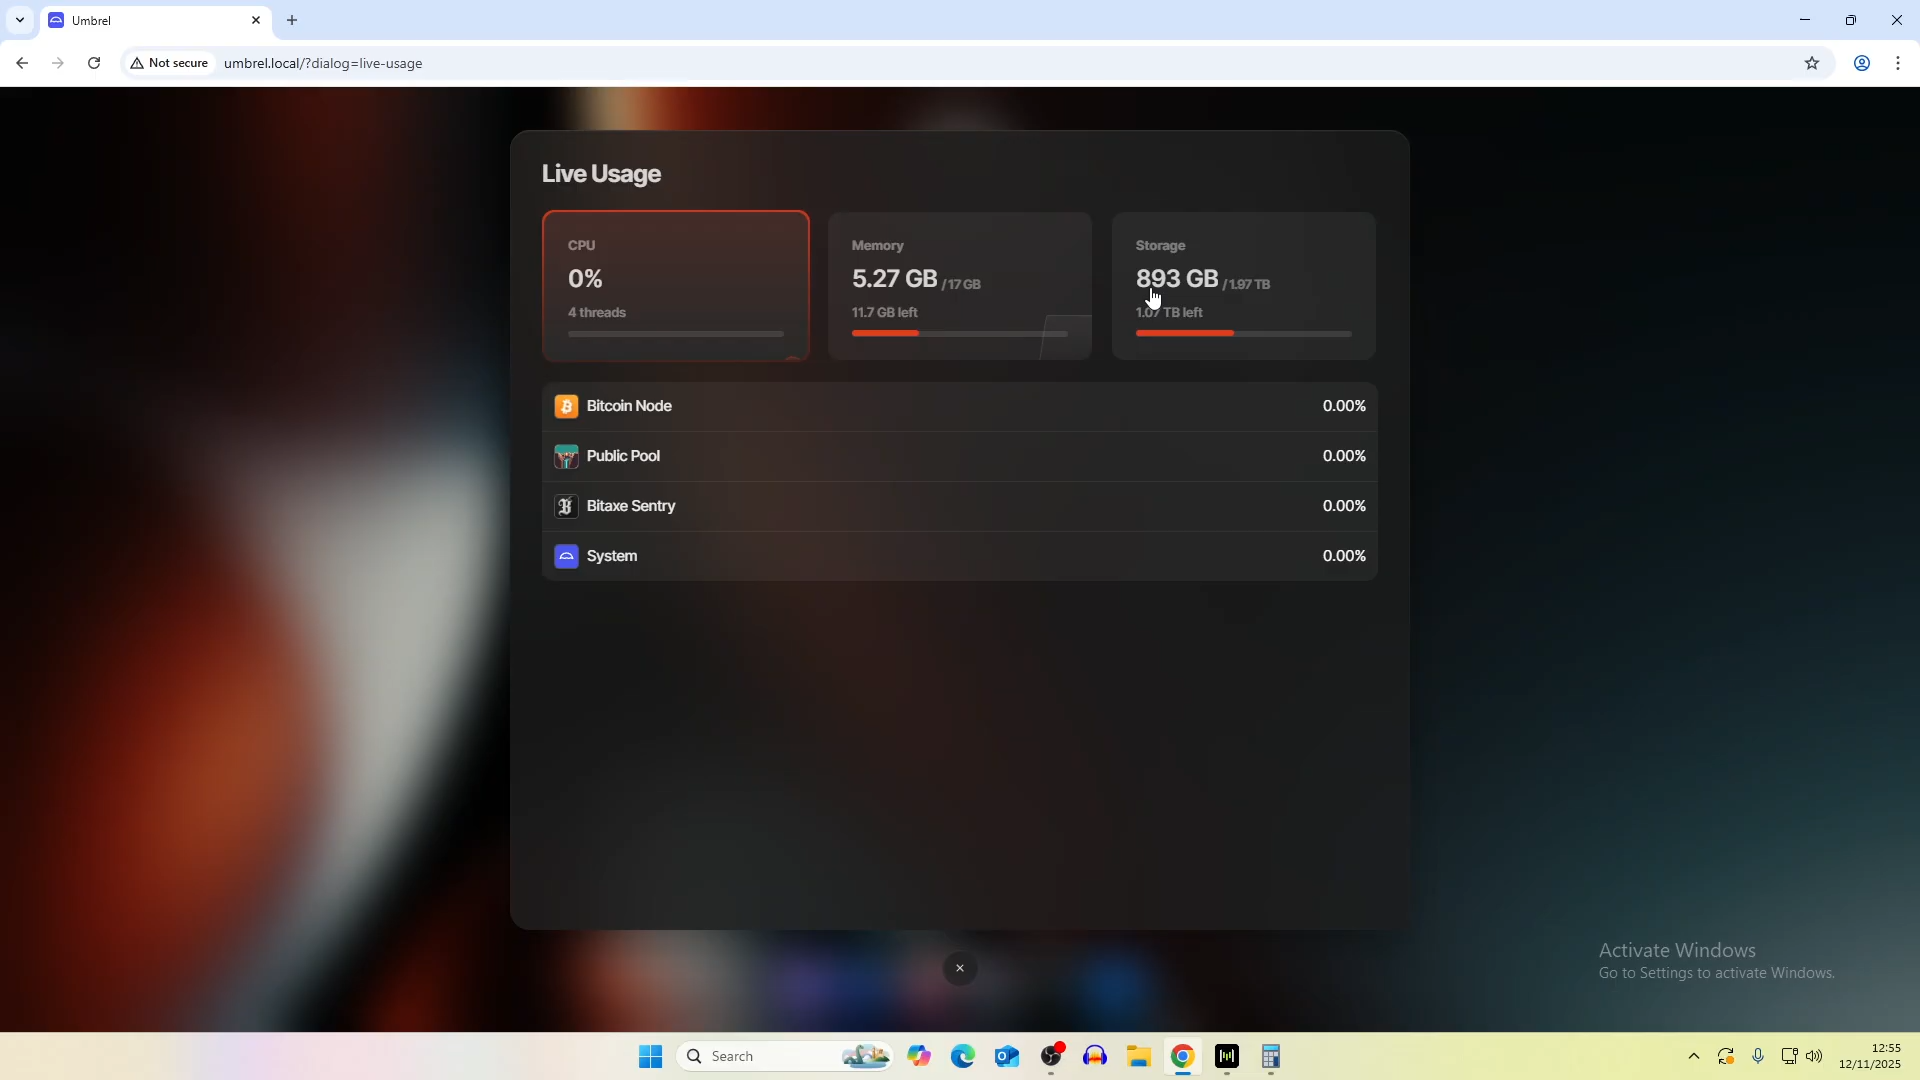 Umbrel
Not secure
umbrel.local/?dialog=live-usage
Live Usage
CPU
0%
4 threads
Memory
5.27 GB / 17 GB
11.7 GB left
Storage
893 GB / 1.97 TB
1.07 TB left
Bitcoin Node 0.00%
Public Pool 0.00%
Bitaxe Sentry 0.00%
System 0.00%
Activate Windows
Go to Settings to activate Windows.
Search
12:55
12/11/2025